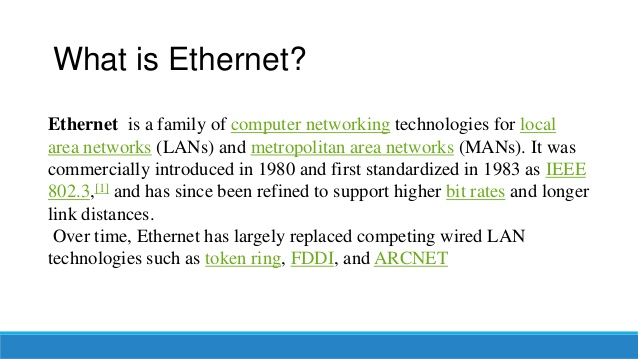 What is Ethernet?
Ethernet is a family of computer networking technologies for local
area networks (LANs) and metropolitan area networks (MANs). It was
commercially introduced in 1980 and first standardized in 1983 as IEEE
802.3,[1] and has since been refined to support higher bit rates and longer
link distances.
Over time, Ethernet has largely replaced competing wired LAN
technologies such as token ring, FDDI, and ARCNET